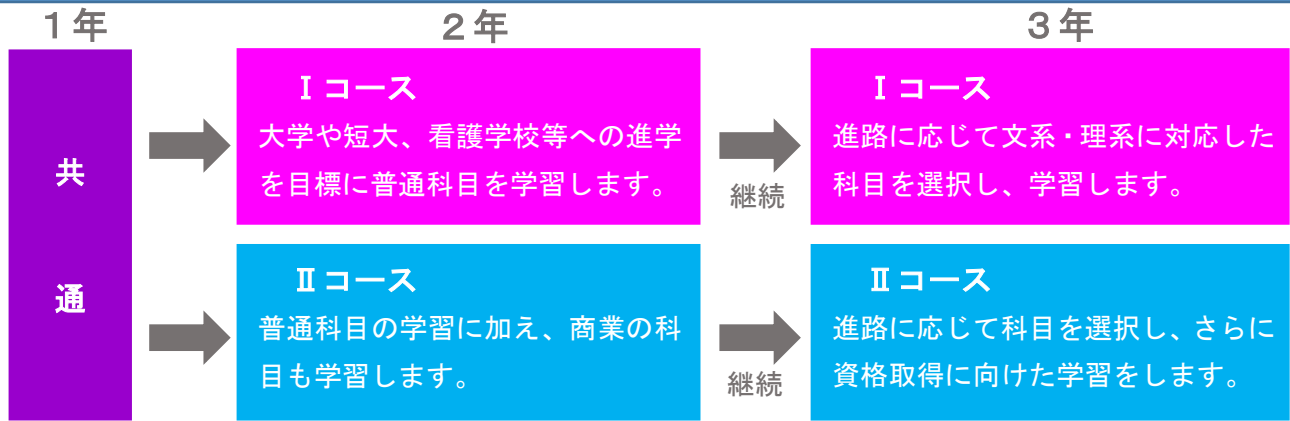 1年
2年
3年
共
通
Ⅰコース
大学や短大、看護学校等への進学
を目標に普通科目を学習します。
継続
Ⅰコース
進路に応じて文系・理系に対応した
科目を選択し、学習します。
Ⅱコース
普通科目の学習に加え、商業の科
目も学習します。
継続
Ⅱコース
進路に応じて科目を選択し、さらに
資格取得に向けた学習をします。